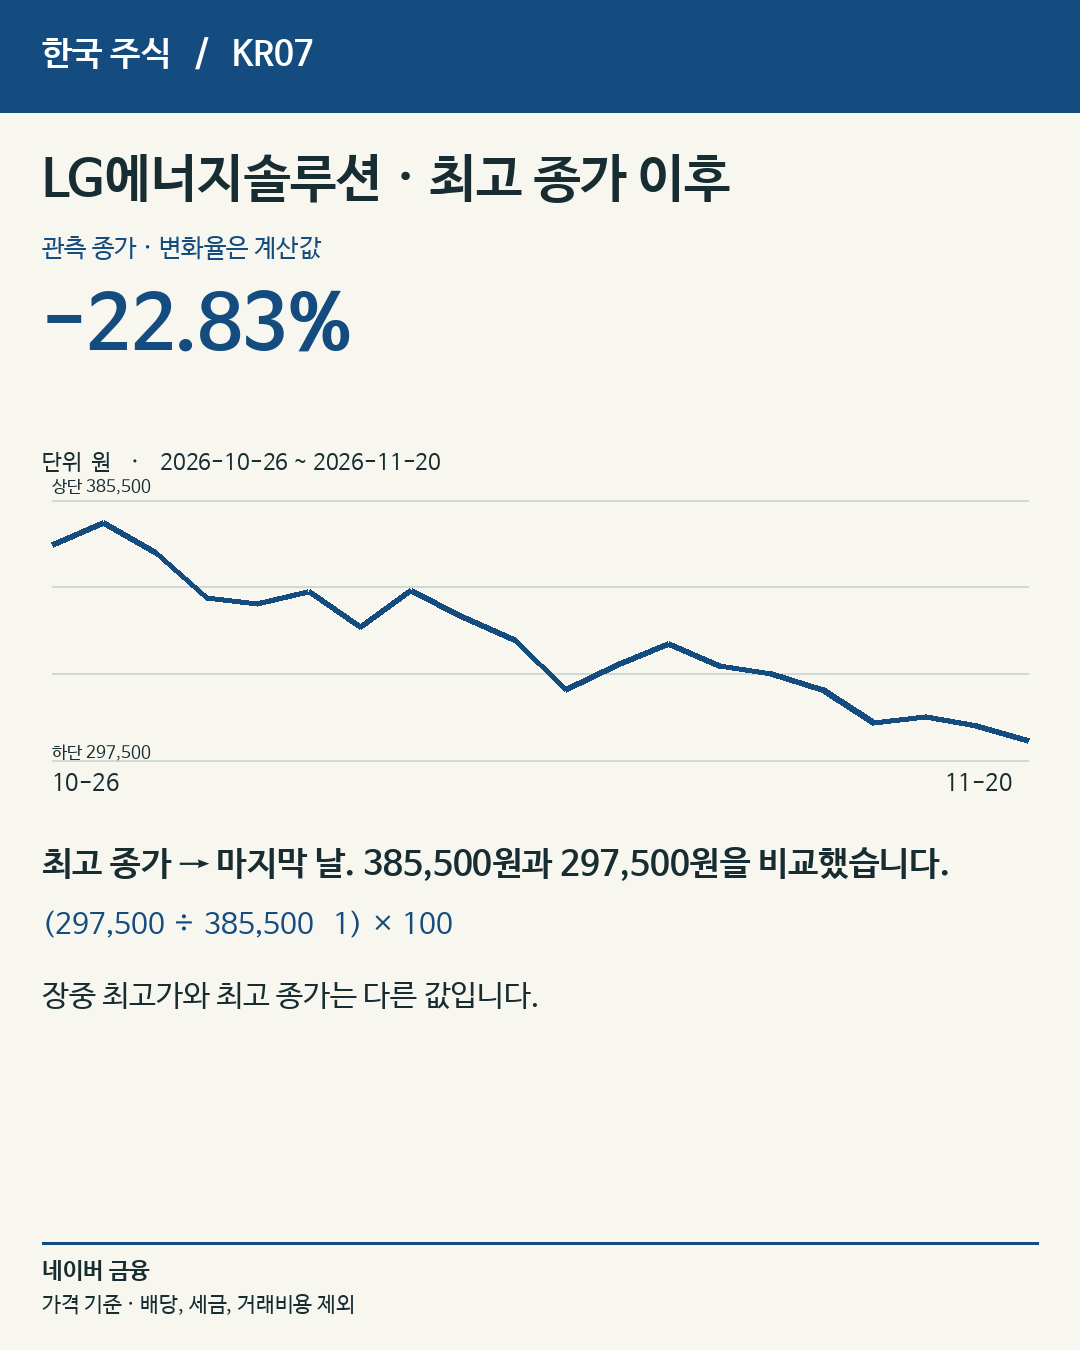 한국 주식 / KR07
LG에너지솔루션 · 최고 종가 이후
관측 종가 · 변화율은 계산값
-22.83%
단위 원 · 2026-10-26 ~ 2026-11-20
상단 385,500
하단 297,500
10-26 11-20
최고 종가 → 마지막 날. 385,500원과 297,500원을 비교했습니다.
(297,500 ÷ 385,500 1) × 100
장중 최고가와 최고 종가는 다른 값입니다.
네이버 금융
가격 기준 · 배당, 세금, 거래비용 제외